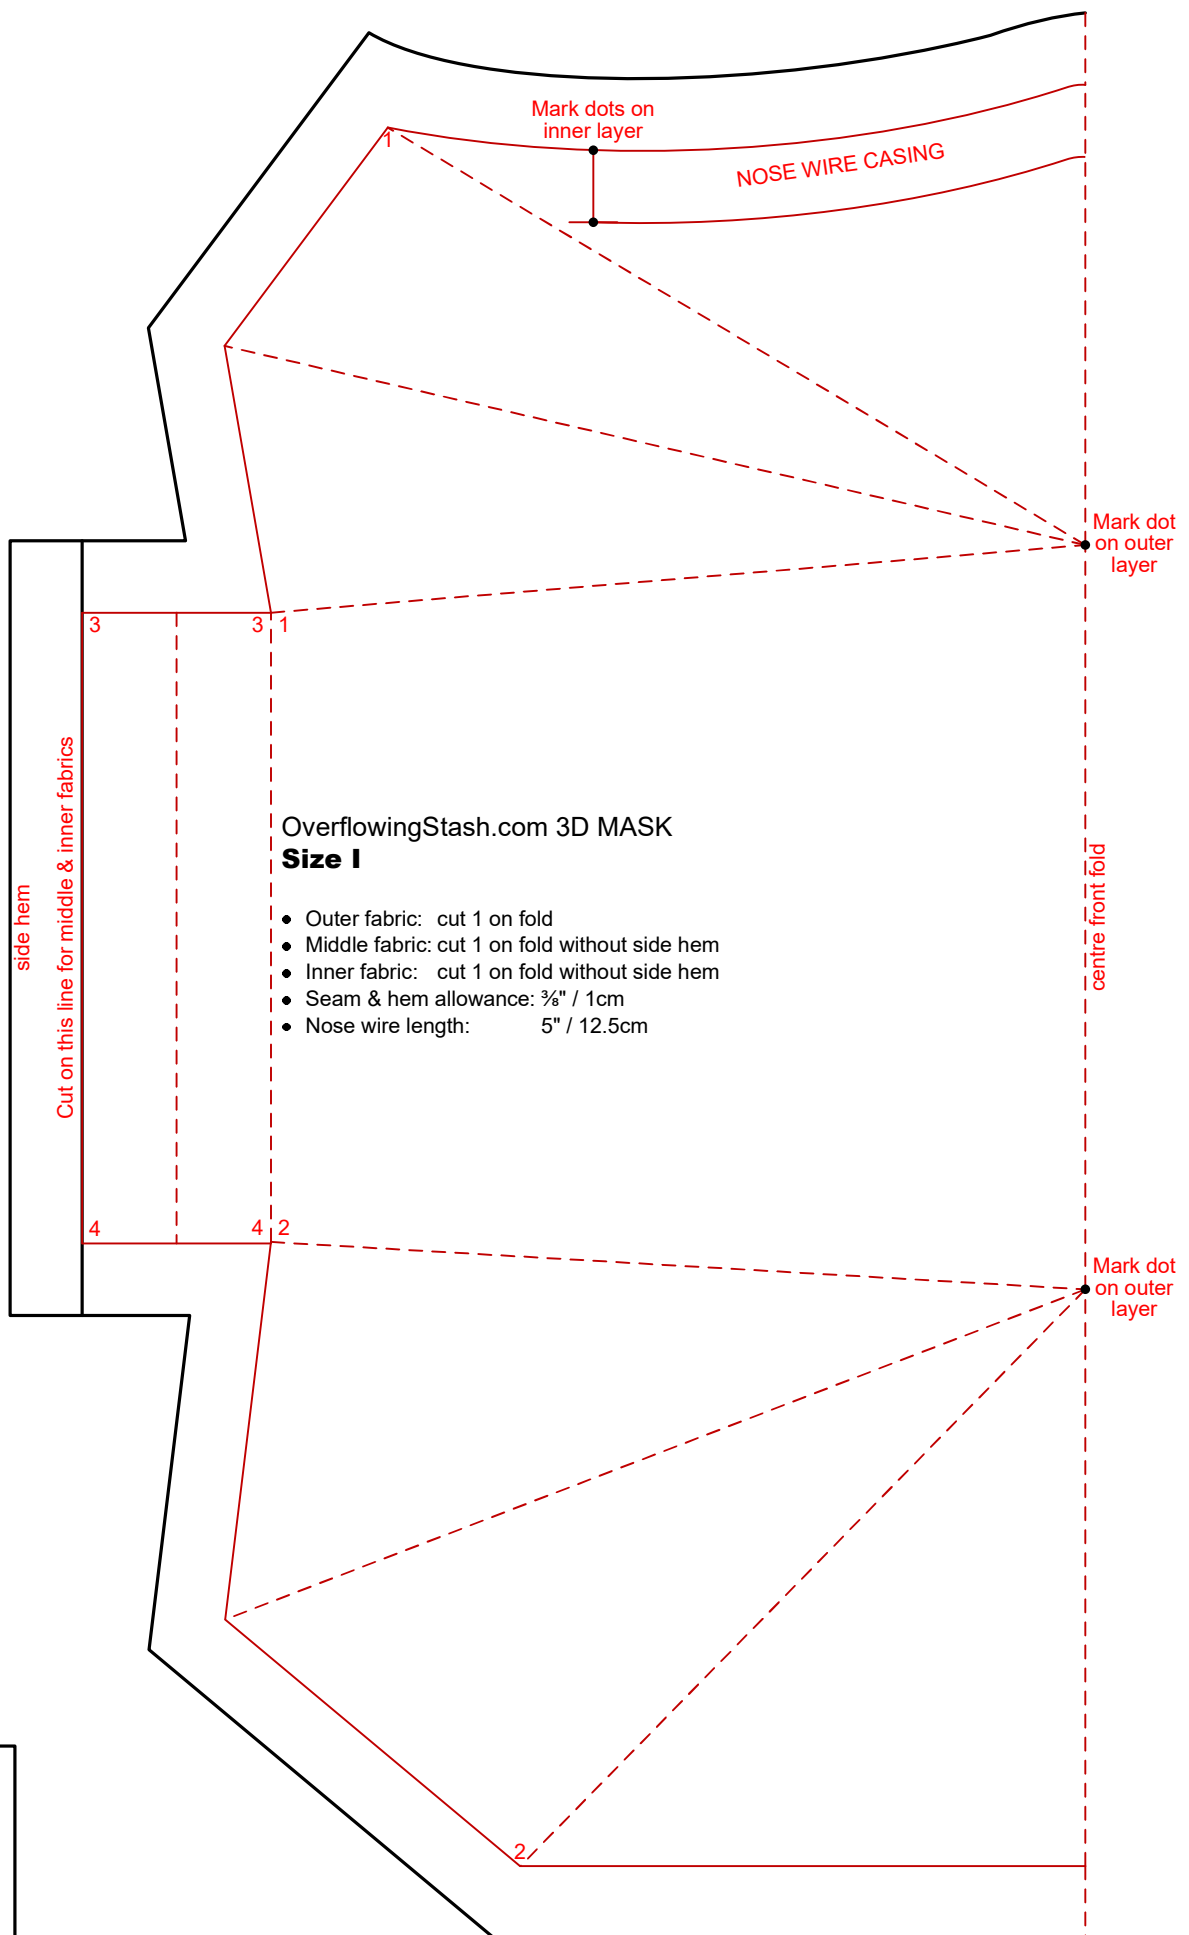 Mark dots on
inner layer
1
NOSE WIRE CASING
Mark dot
on outer
layer
3
3
1
OverflowingStash.com 3D MASK
Size I
• Outer fabric: cut 1 on fold
• Middle fabric: cut 1 on fold without side hem
• Inner fabric: cut 1 on fold without side hem
• Seam & hem allowance: ⅜" / 1cm
• Nose wire length: 5" / 12.5cm
side hem
Cut on this line for middle & inner fabrics
centre front fold
4
4
2
Mark dot
on outer
layer
2